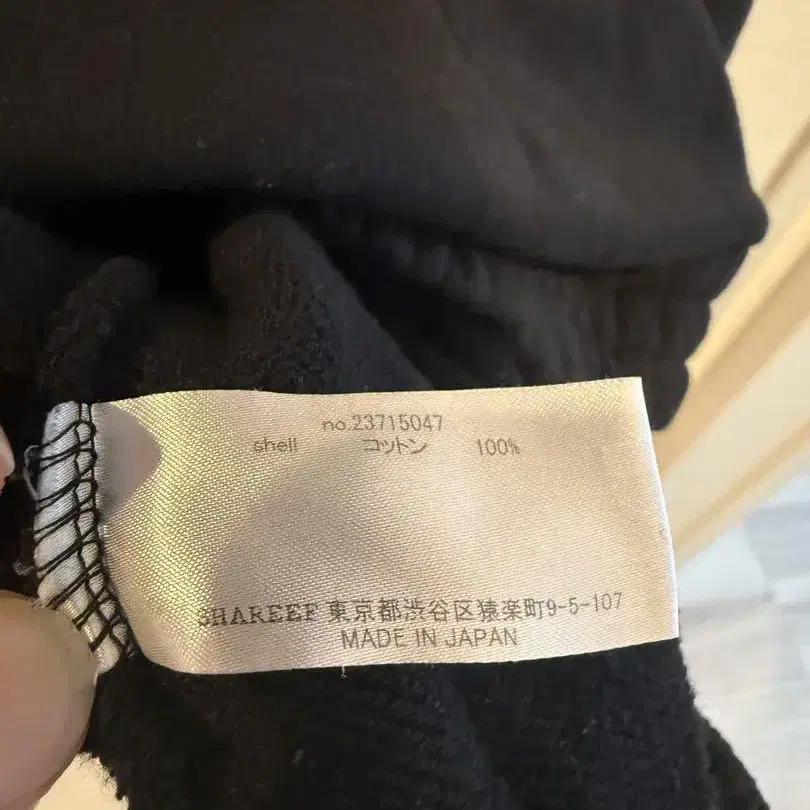 no.23715047
shell コットン 100%
SHAREEF 東京都渋谷区猿楽町9-5-107
MADE IN JAPAN